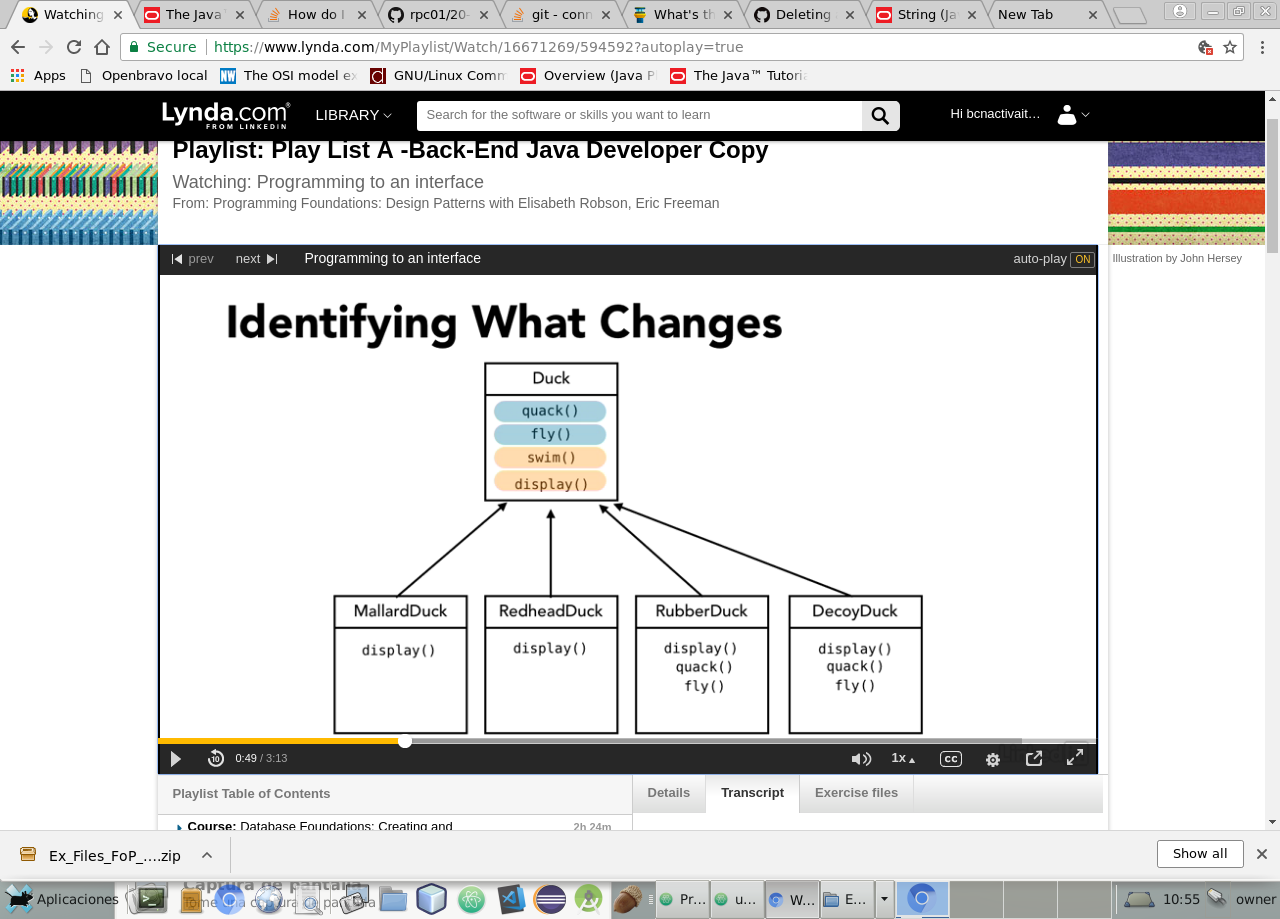 Watching
The Java
How do I
rpc01/20-
git - conn
What's th
Deleting
String (Ja
New Tab
Secure
https://www.lynda.com/MyPlaylist/Watch/16671269/594592?autoplay=true
Apps
Openbravo local
The OSI model ex
GNU/Linux Comm
Overview (Java P
The Java™ Tutoria
Lynda.com
FROM LINKEDIN
LIBRARY
Search for the software or skills you want to learn
Hi bcnactivait...
Playlist: Play List A -Back-End Java Developer Copy
Watching: Programming to an interface
From: Programming Foundations: Design Patterns with Elisabeth Robson, Eric Freeman
Illustration by John Hersey
prev next Programming to an interface auto-play ON
Identifying What Changes
Duck
quack()
fly()
swim()
display()
MallardDuck
display()
RedheadDuck
display()
RubberDuck
display()
quack()
fly()
DecoyDuck
display()
quack()
fly()
10 0:49 / 3:13 1x CC
Playlist Table of Contents
Details Transcript Exercise files
Course: Database Foundations: Creating and 2h 24m
Ex_Files_FoP_....zip
Show all
Aplicaciones
Captura de pantalla
Tome una captura de pantalla
Pr...
u...
W...
E...
10:55
owner